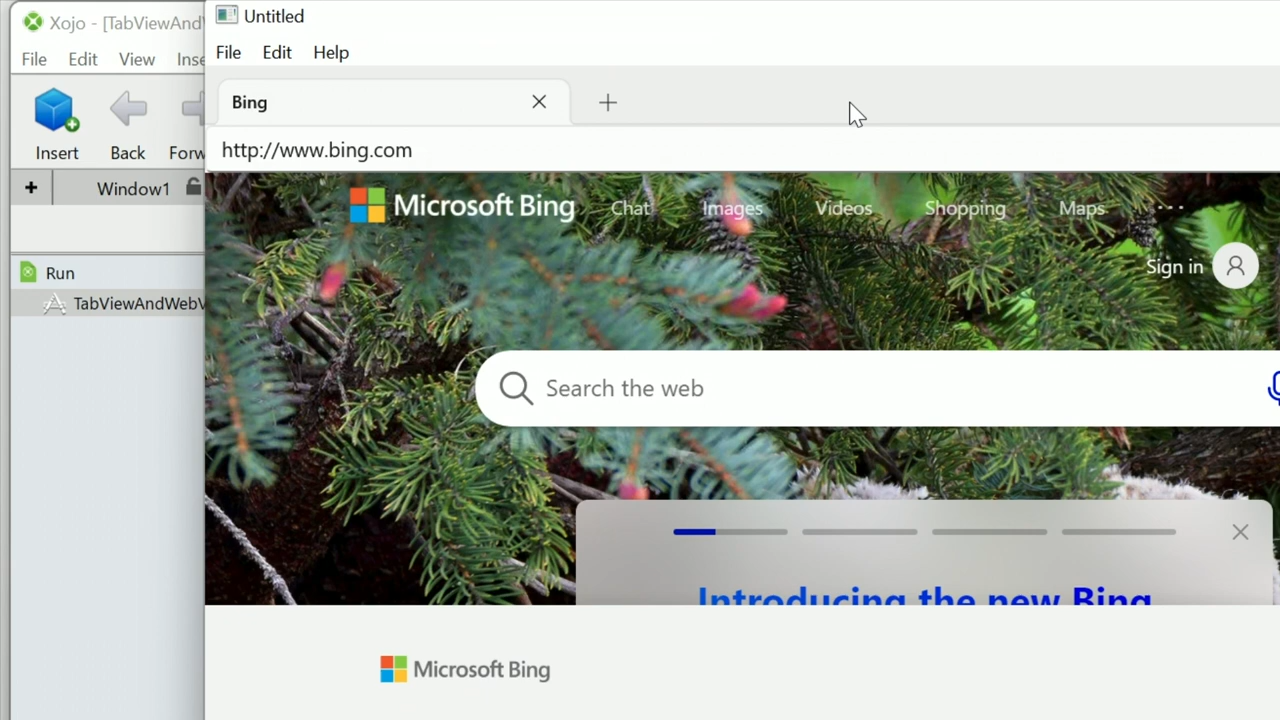 Xojo - [TabViewAnd
File Edit View Inse
Insert
Back
Forw
+ Window1
Run
TabViewAndWebV
Untitled
File Edit Help
Bing
http://www.bing.com
Microsoft Bing Chat Images Videos Shopping Maps ...
Sign in
Search the web
Introducing the new Bing
Microsoft Bing